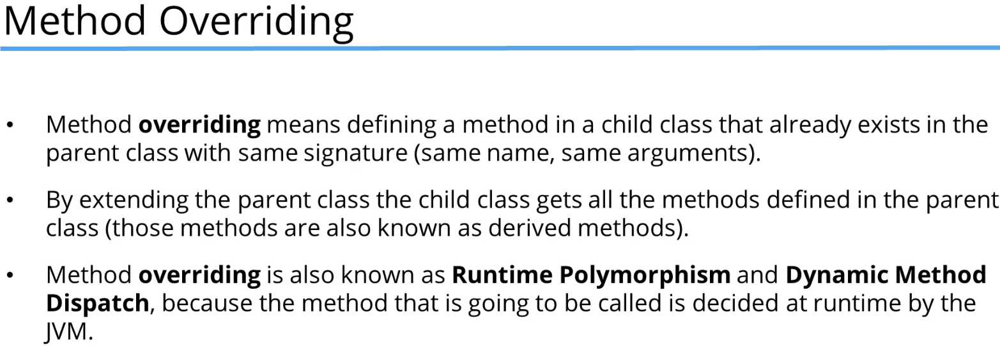 Method Overriding
• Method overriding means defining a method in a child class that already exists in the
parent class with same signature (same name, same arguments).
• By extending the parent class the child class gets all the methods defined in the parent
class (those methods are also known as derived methods).
• Method overriding is also known as Runtime Polymorphism and Dynamic Method
Dispatch, because the method that is going to be called is decided at runtime by the
JVM.